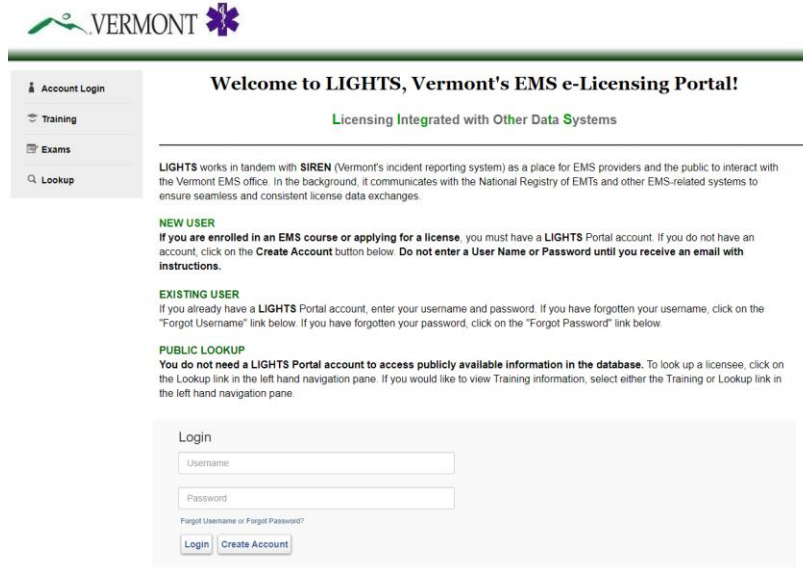 VERMONT
Account Login
Training
Exams
Lookup
Welcome to LIGHTS, Vermont's EMS e-Licensing Portal!
Licensing Integrated with Other Data Systems
LIGHTS works in tandem with SIREN (Vermont's incident reporting system) as a place for EMS providers and the public to interact with
the Vermont EMS office. In the background, it communicates with the National Registry of EMTs and other EMS-related systems to
ensure seamless and consistent license data exchanges.
NEW USER
If you are enrolled in an EMS course or applying for a license, you must have a LIGHTS Portal account. If you do not have an
account, click on the Create Account button below. Do not enter a User Name or Password until you receive an email with
instructions.
EXISTING USER
If you already have a LIGHTS Portal account, enter your username and password. If you have forgotten your username, click on the
"Forgot Username" link below. If you have forgotten your password, click on the "Forgot Password" link below.
PUBLIC LOOKUP
You do not need a LIGHTS Portal account to access publicly available information in the database. To look up a licensee, click on
the Lookup link in the left hand navigation pane. If you would like to view Training information, select either the Training or Lookup link in
the left hand navigation pane.
Login
Username
Password
Forgot Username or Forgot Password?
Login Create Account